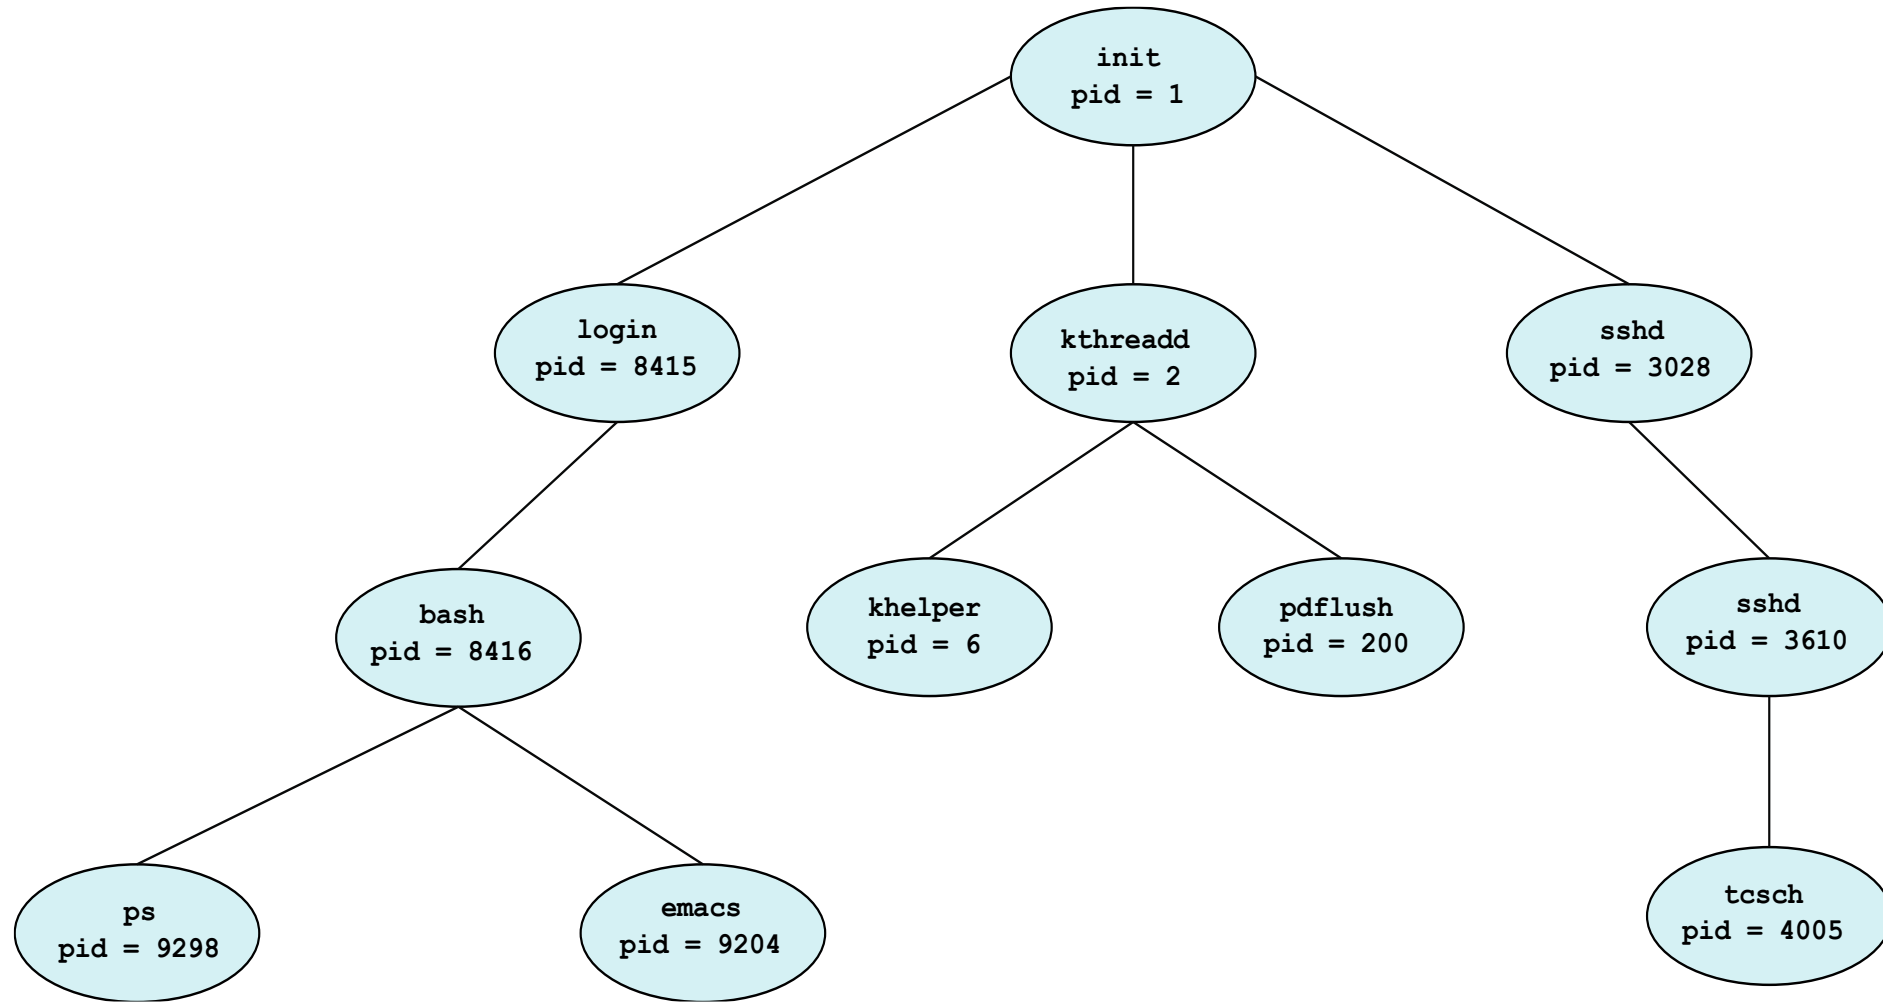 init
pid = 1
login
pid = 8415
kthreadd
pid = 2
sshd
pid = 3028
bash
pid = 8416
khelper
pid = 6
pdflush
pid = 200
sshd
pid = 3610
ps
pid = 9298
emacs
pid = 9204
tcsch
pid = 4005